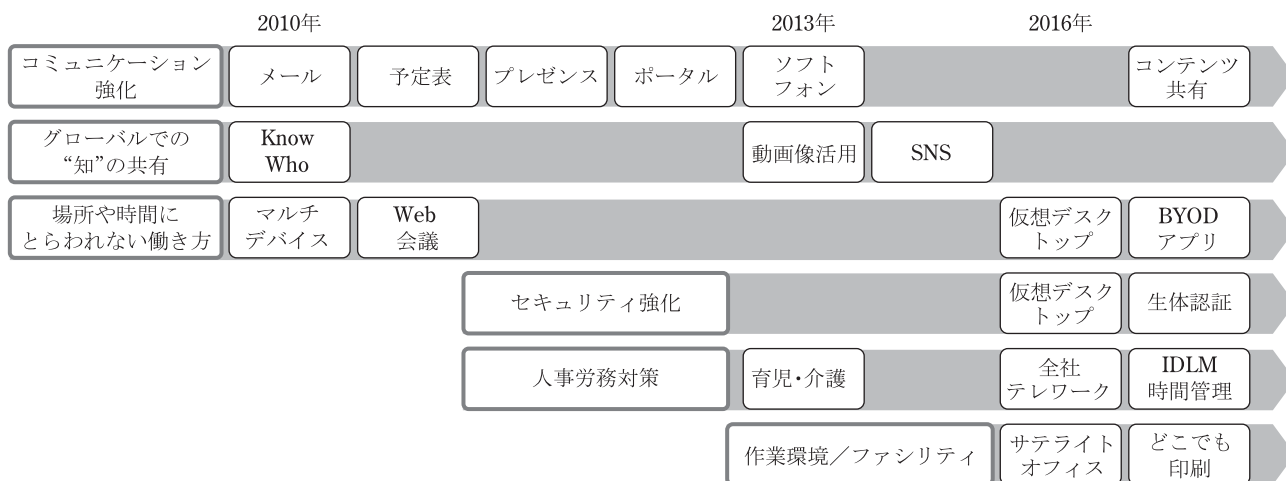 2010年
2013年
2016年
コミュニケーション
強化
メール
予定表
プレゼンス
ポータル
ソフト
フォン
コンテンツ
共有
グローバルでの
“知”の共有
Know
Who
動画像活用
SNS
場所や時間に
とらわれない働き方
マルチ
デバイス
Web
会議
仮想デスク
トップ
BYOD
アプリ
セキュリティ強化
仮想デスク
トップ
生体認証
人事労務対策
育児・介護
全社
テレワーク
IDLM
時間管理
作業環境／ファシリティ
サテライト
オフィス
どこでも
印刷